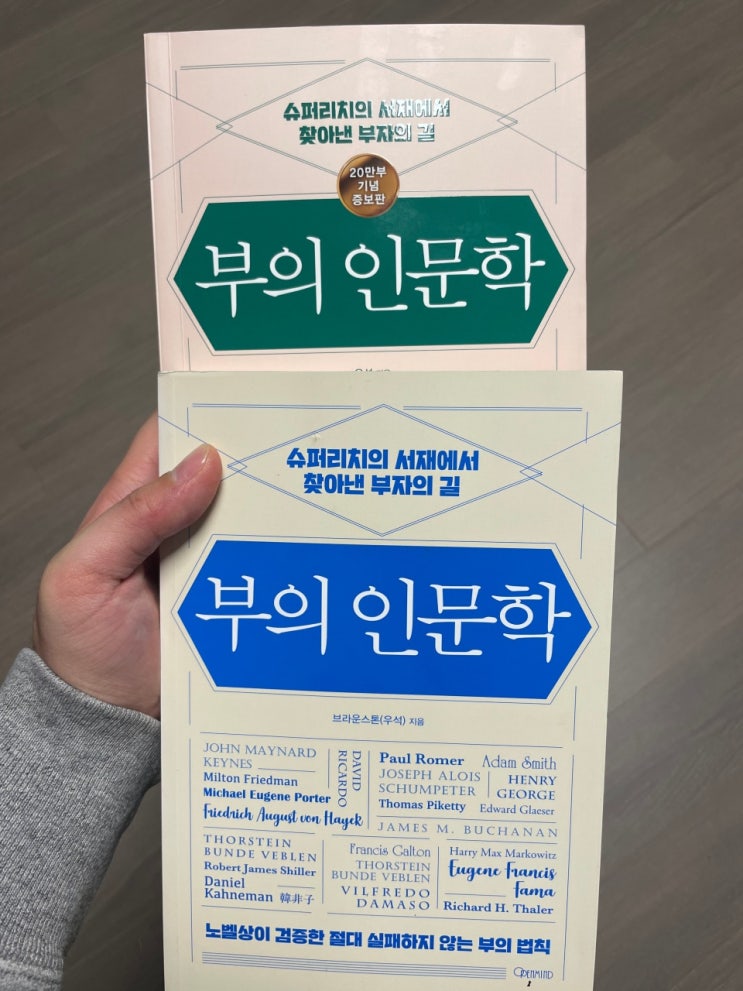 슈퍼리치의 서재에서
찾아낸 부자의 길
20만부
기념
증보판
부의 인문학
슈퍼리치의 서재에서
찾아낸 부자의 길
부의 인문학
브라운스톤(우석) 지음
JOHN MAYNARD
KEYNES
Milton Friedman
Michael Eugene Porter
Friedrich August von Hayek
DAVID
RICARDO
Paul Romer
JOSEPH ALOIS
SCHUMPETER
Thomas Piketty
Adam Smith
HENRY
GEORGE
Edward Glaeser
JAMES M. BUCHANAN
THORSTEIN
BUNDE VEBLEN
Robert James Shiller
Daniel
Kahneman 韓非子
Francis Galton
THORSTEIN
BUNDE VEBLEN
VILFREDO
DAMASO
Harry Max Markowitz
Eugene Francis
Fama
Richard H. Thaler
노벨상이 검증한 절대 실패하지 않는 부의 법칙
OPENMIND